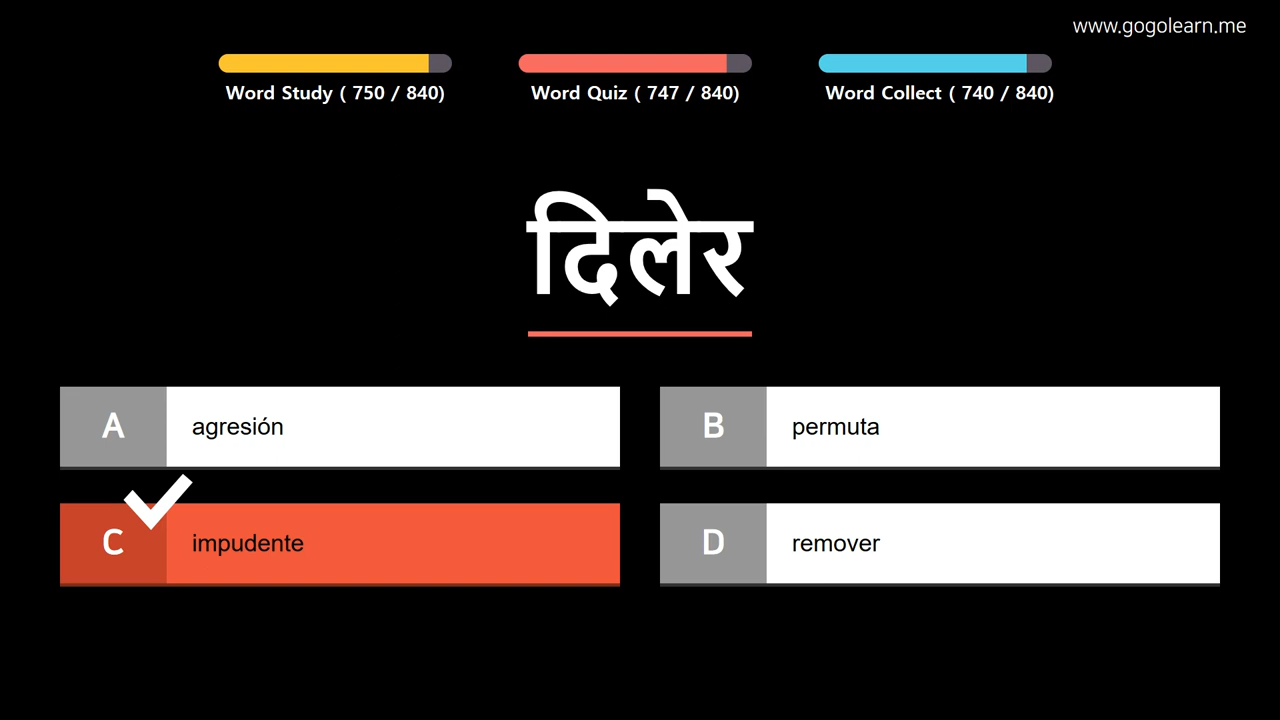 www.gogolearn.me
Word Study ( 750 / 840)
Word Quiz ( 747 / 840)
Word Collect ( 740 / 840)
दिलेर
A agresión
B permuta
C impudente
D remover